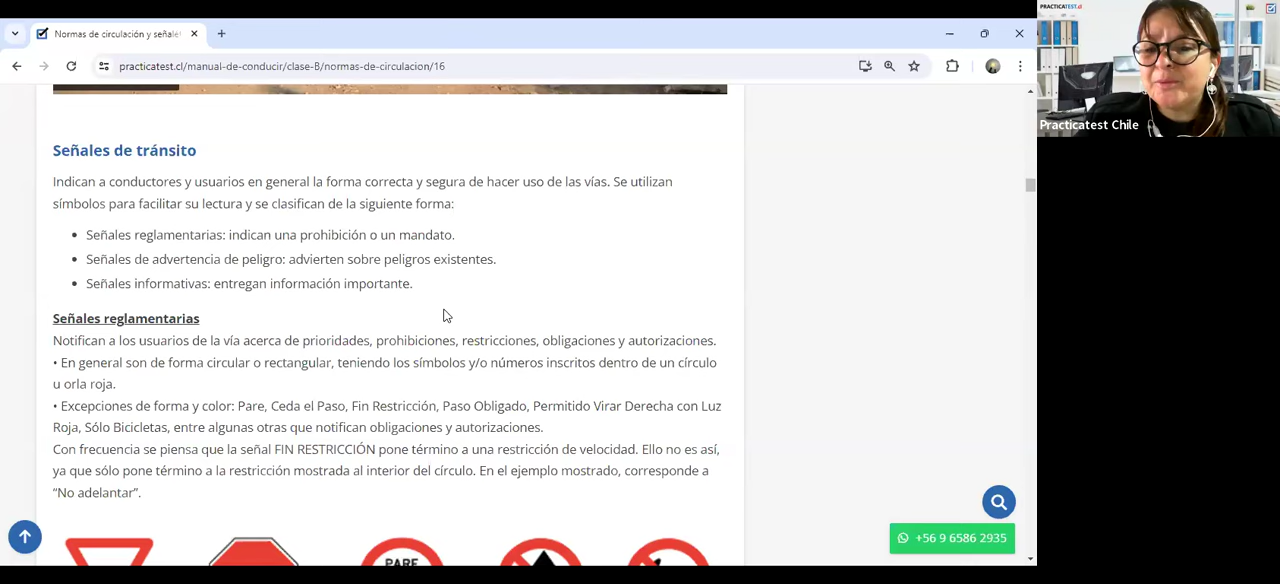 Normas de circulación y señale
practicatest.cl/manual-de-conducir/clase-B/normas-de-circulacion/16
PRACTICATEST.cl
Practicatest Chile
Señales de tránsito
Indican a conductores y usuarios en general la forma correcta y segura de hacer uso de las vías. Se utilizan
símbolos para facilitar su lectura y se clasifican de la siguiente forma:
• Señales reglamentarias: indican una prohibición o un mandato.
• Señales de advertencia de peligro: advierten sobre peligros existentes.
• Señales informativas: entregan información importante.
Señales reglamentarias
Notifican a los usuarios de la vía acerca de prioridades, prohibiciones, restricciones, obligaciones y autorizaciones.
• En general son de forma circular o rectangular, teniendo los símbolos y/o números inscritos dentro de un círculo
u orla roja.
• Excepciones de forma y color: Pare, Ceda el Paso, Fin Restricción, Paso Obligado, Permitido Virar Derecha con Luz
Roja, Sólo Bicicletas, entre algunas otras que notifican obligaciones y autorizaciones.
Con frecuencia se piensa que la señal FIN RESTRICCIÓN pone término a una restricción de velocidad. Ello no es así,
ya que sólo pone término a la restricción mostrada al interior del círculo. En el ejemplo mostrado, corresponde a
“No adelantar”.
PARE
+56 9 6586 2935